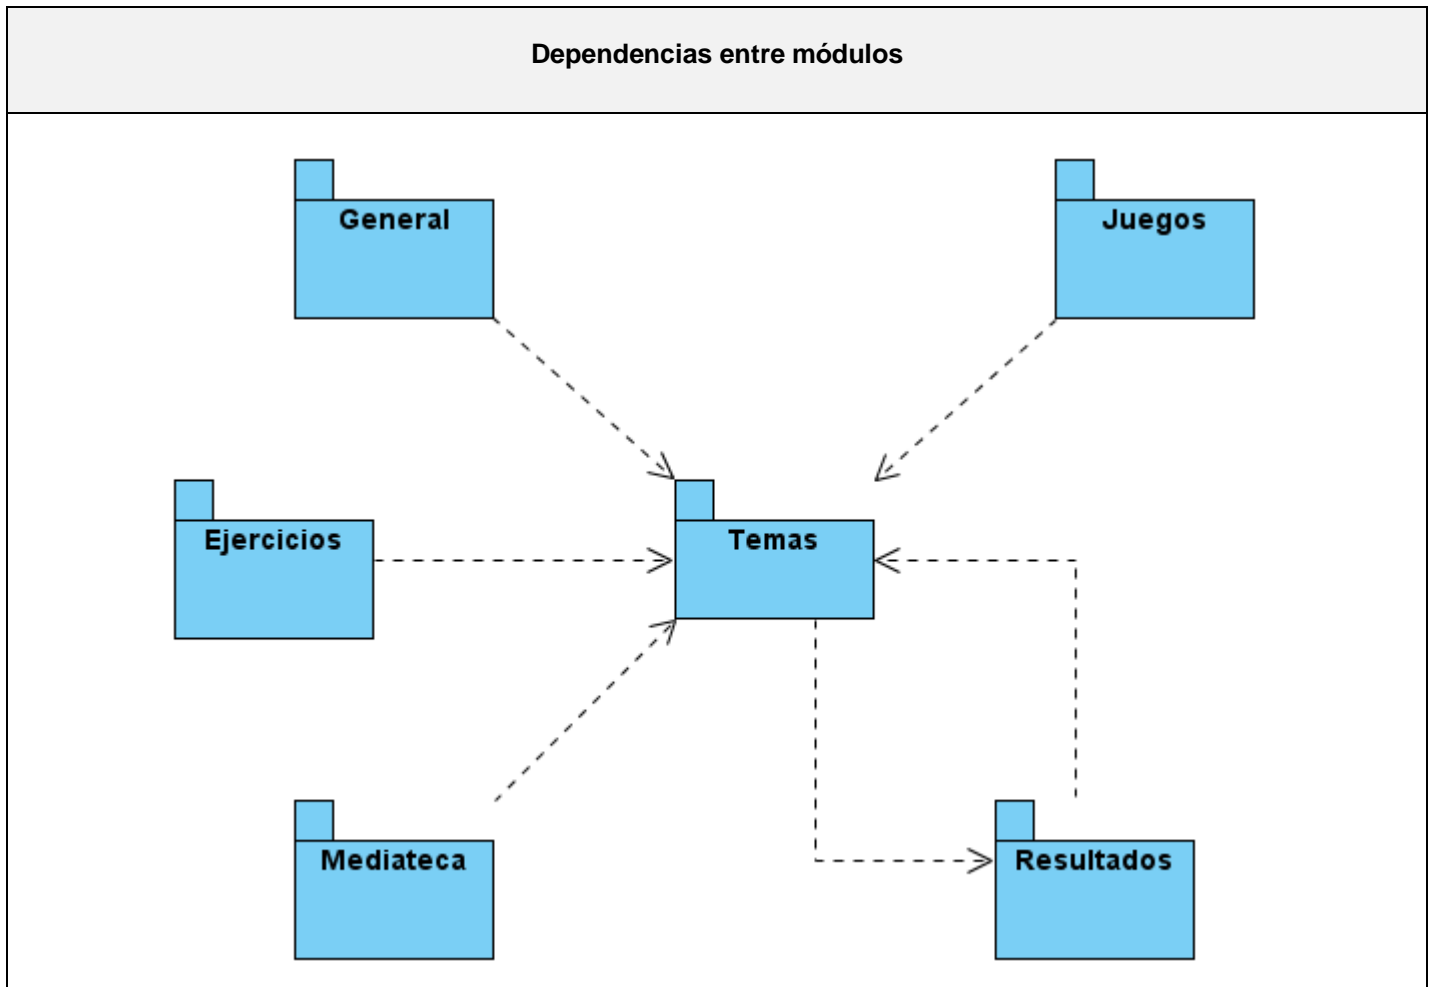 Dependencias entre módulos
General
Juegos
Ejercicios
Temas
Mediateca
Resultados